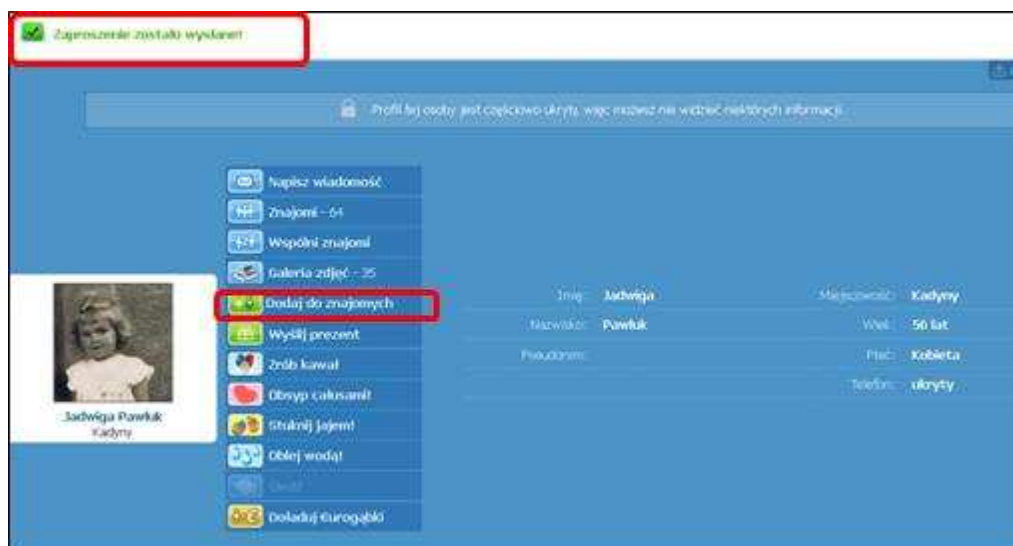 Zaproszenie zostało wysłane!
Profil tej osoby jest częściowo ukryty, więc możesz nie widzieć niektórych informacji.
Napisz wiadomość
Znajomi - 64
Wspólni znajomi
Galeria zdjęć - 35
Dodaj do znajomych
Wyślij prezent
Zrób kawał
Obsyp całusami!
Stuknij jajem!
Oblej wodą!
Doładuj Eurogąbki
Jadwiga Pawluk
Kadyny
Imię: Jadwiga
Nazwisko: Pawluk
Pseudonim:
Miejscowość: Kadyny
Wiek: 56 lat
Płeć: Kobieta
Telefon: ukryty